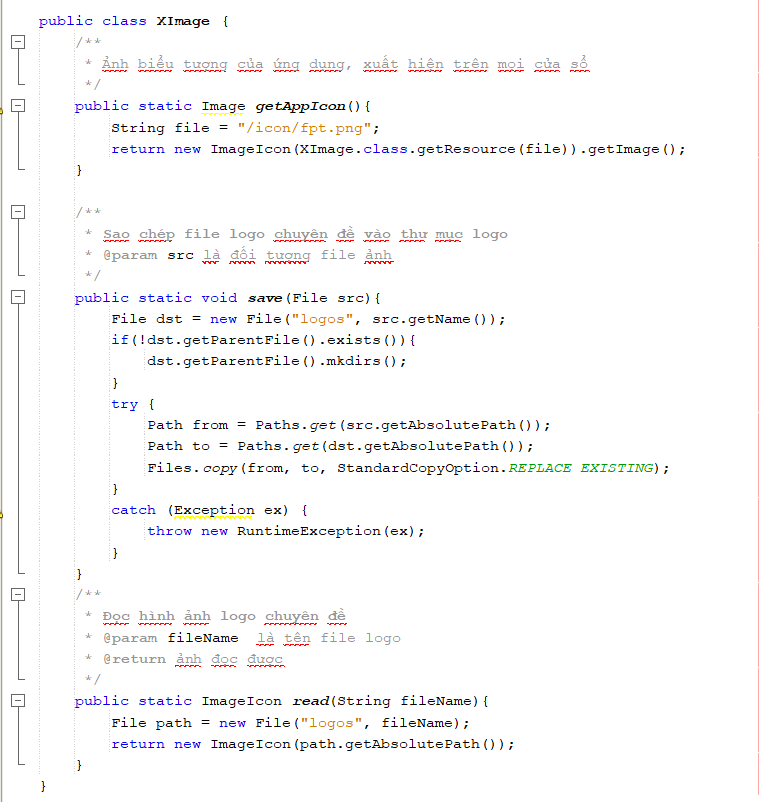 public class XImage {
/**
* Ảnh biểu tượng của ứng dụng, xuất hiện trên mọi cửa sổ
*/
public static Image getAppIcon(){
String file = "/icon/fpt.png";
return new ImageIcon(XImage.class.getResource(file)).getImage();
}
/**
* Sao chép file logo chuyên đề vào thư mục logo
* @param src là đối tượng file ảnh
*/
public static void save(File src){
File dst = new File("logos", src.getName());
if(!dst.getParentFile().exists()){
dst.getParentFile().mkdirs();
}
try {
Path from = Paths.get(src.getAbsolutePath());
Path to = Paths.get(dst.getAbsolutePath());
Files.copy(from, to, StandardCopyOption.REPLACE_EXISTING);
}
catch (Exception ex) {
throw new RuntimeException(ex);
}
}
/**
* Đọc hình ảnh logo chuyên đề
* @param fileName  là tên file logo
* @return ảnh đọc được
*/
public static ImageIcon read(String fileName){
File path = new File("logos", fileName);
return new ImageIcon(path.getAbsolutePath());
}
}